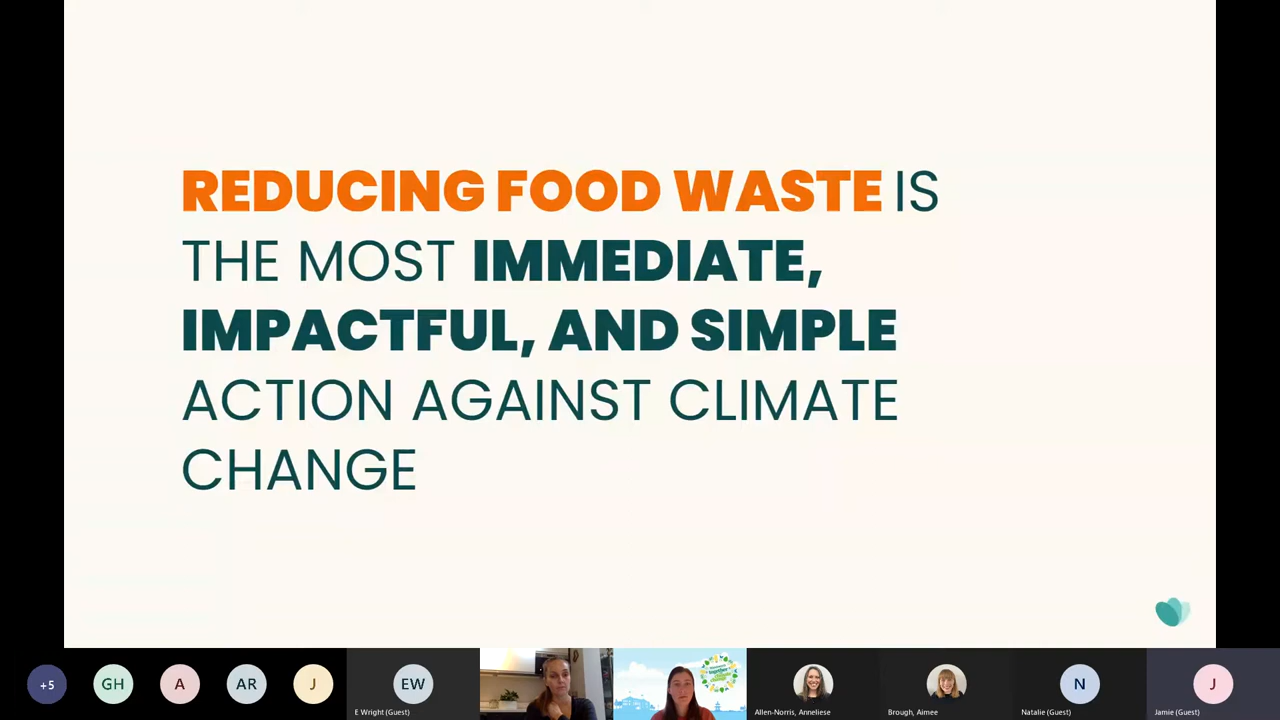 REDUCING FOOD WASTE IS
THE MOST IMMEDIATE,
IMPACTFUL, AND SIMPLE
ACTION AGAINST CLIMATE
CHANGE
+5
GH
A
AR
J
EW
E Wright (Guest)
Allen-Norris, Anneliese
Brough, Aimee
N
Natalie (Guest)
J
Jamie (Guest)